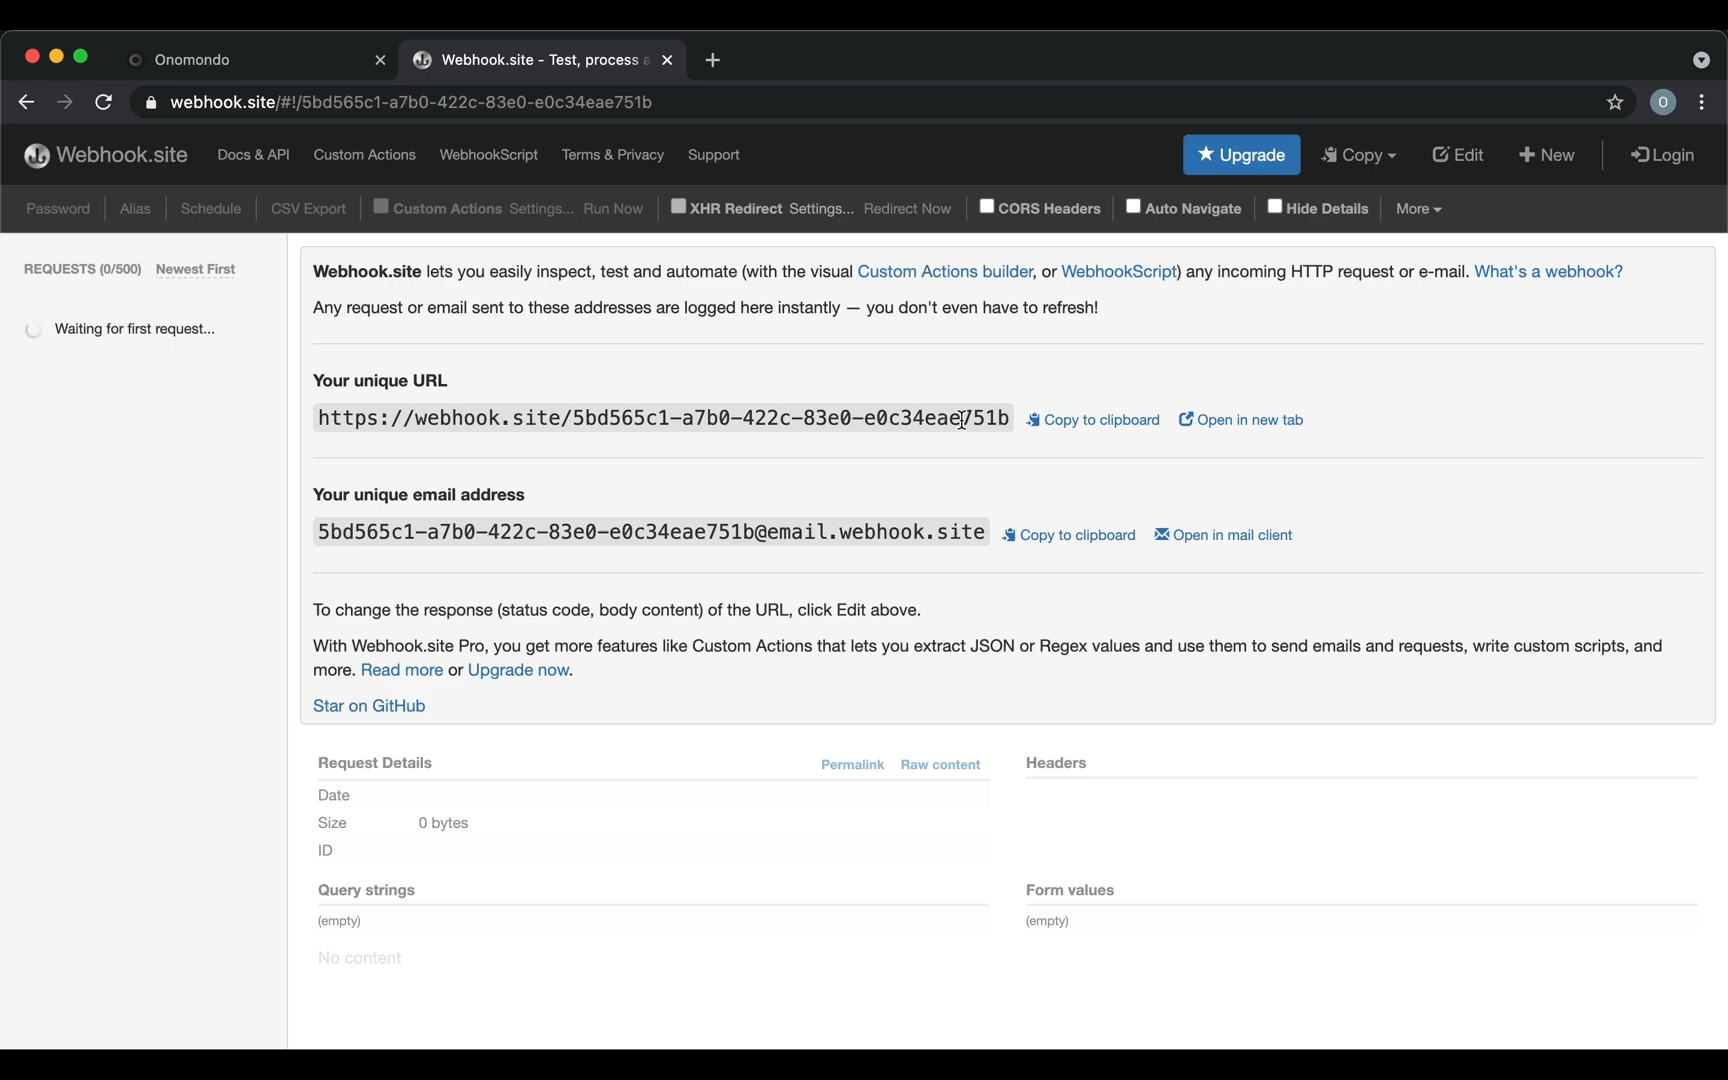 Onomondo
Webhook.site - Test, process a
webhook.site/#!/5bd565c1-a7b0-422c-83e0-e0c34eae751b
O
Webhook.site Docs & API Custom Actions WebhookScript Terms & Privacy Support Upgrade Copy Edit New Login
Password Alias Schedule CSV Export Custom Actions Settings... Run Now XHR Redirect Settings... Redirect Now CORS Headers Auto Navigate Hide Details More
REQUESTS (0/500) Newest First
Waiting for first request...
Webhook.site lets you easily inspect, test and automate (with the visual Custom Actions builder, or WebhookScript) any incoming HTTP request or e-mail. What's a webhook?
Any request or email sent to these addresses are logged here instantly — you don't even have to refresh!
Your unique URL
https://webhook.site/5bd565c1-a7b0-422c-83e0-e0c34eae751b Copy to clipboard Open in new tab
Your unique email address
5bd565c1-a7b0-422c-83e0-e0c34eae751b@email.webhook.site Copy to clipboard Open in mail client
To change the response (status code, body content) of the URL, click Edit above.
With Webhook.site Pro, you get more features like Custom Actions that lets you extract JSON or Regex values and use them to send emails and requests, write custom scripts, and
more. Read more or Upgrade now.
Star on GitHub
Request Details Permalink Raw content
Date
Size 0 bytes
ID
Headers
Query strings
(empty)
Form values
(empty)
No content